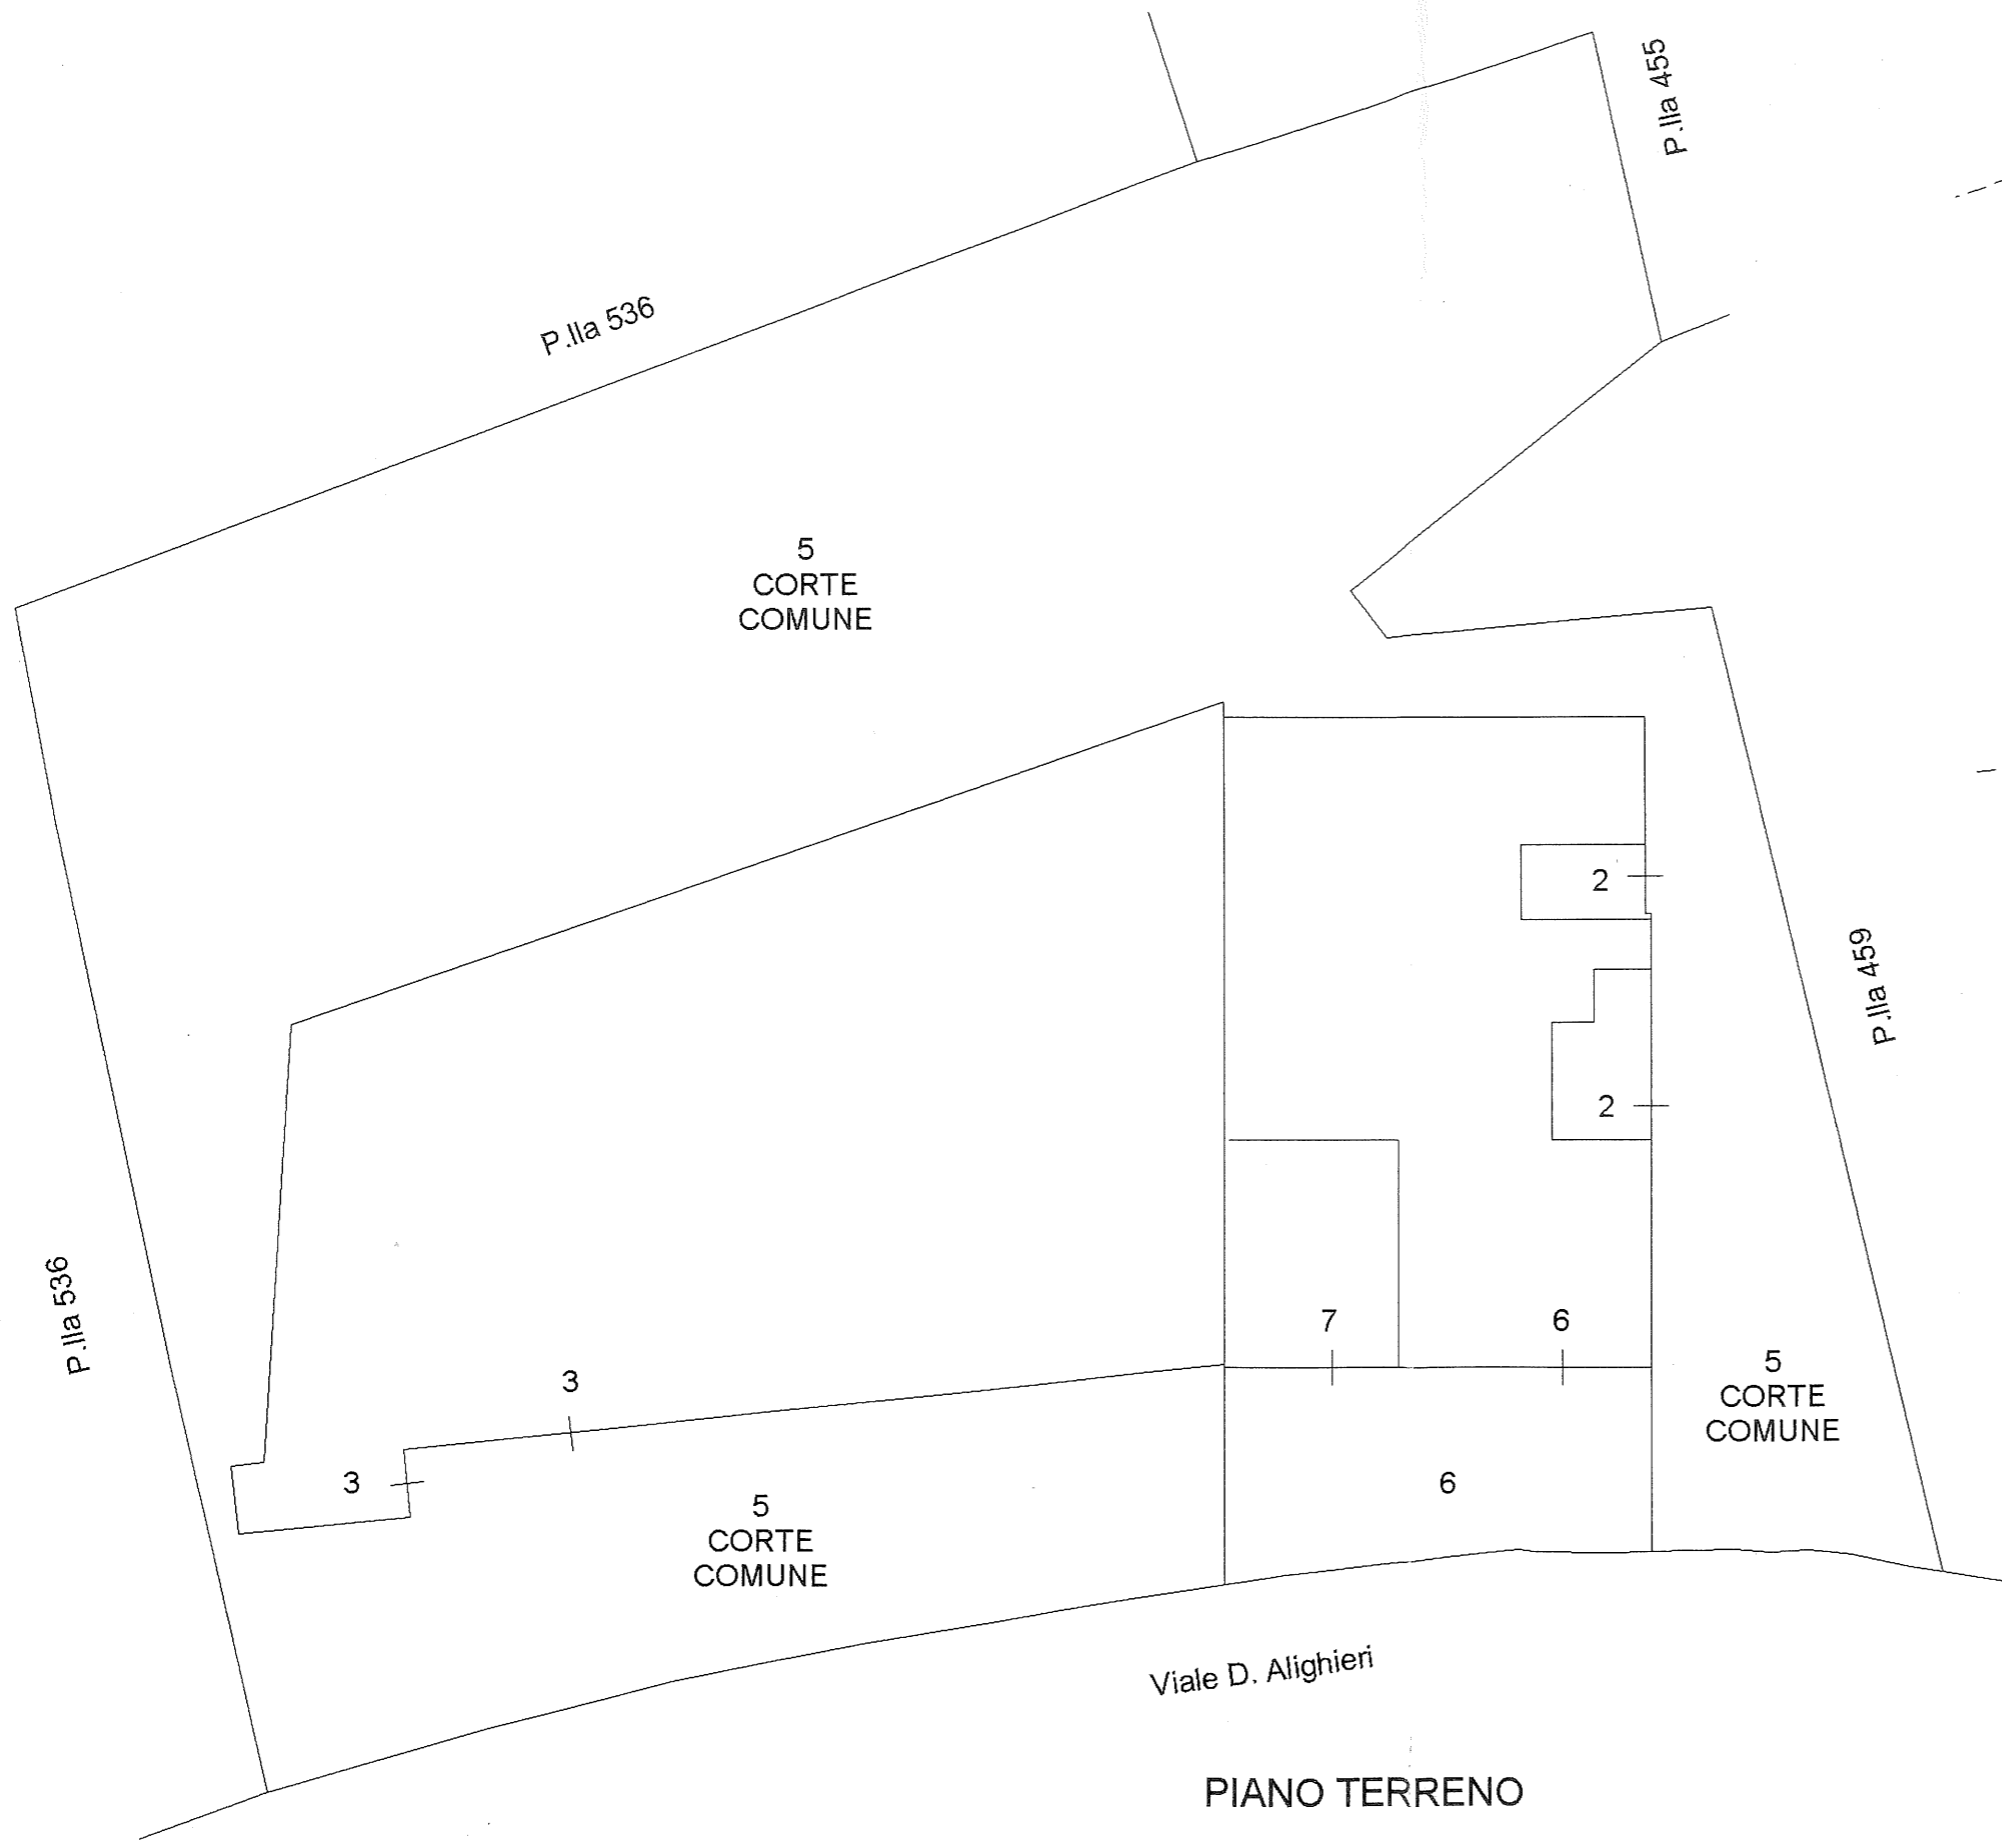 P.lla 455
P.lla 536
5
CORTE
COMUNE
2
P.lla 459
2
P.lla 536
7
6
5
CORTE
COMUNE
3
3
6
5
CORTE
COMUNE
Viale D. Alighieri
PIANO TERRENO